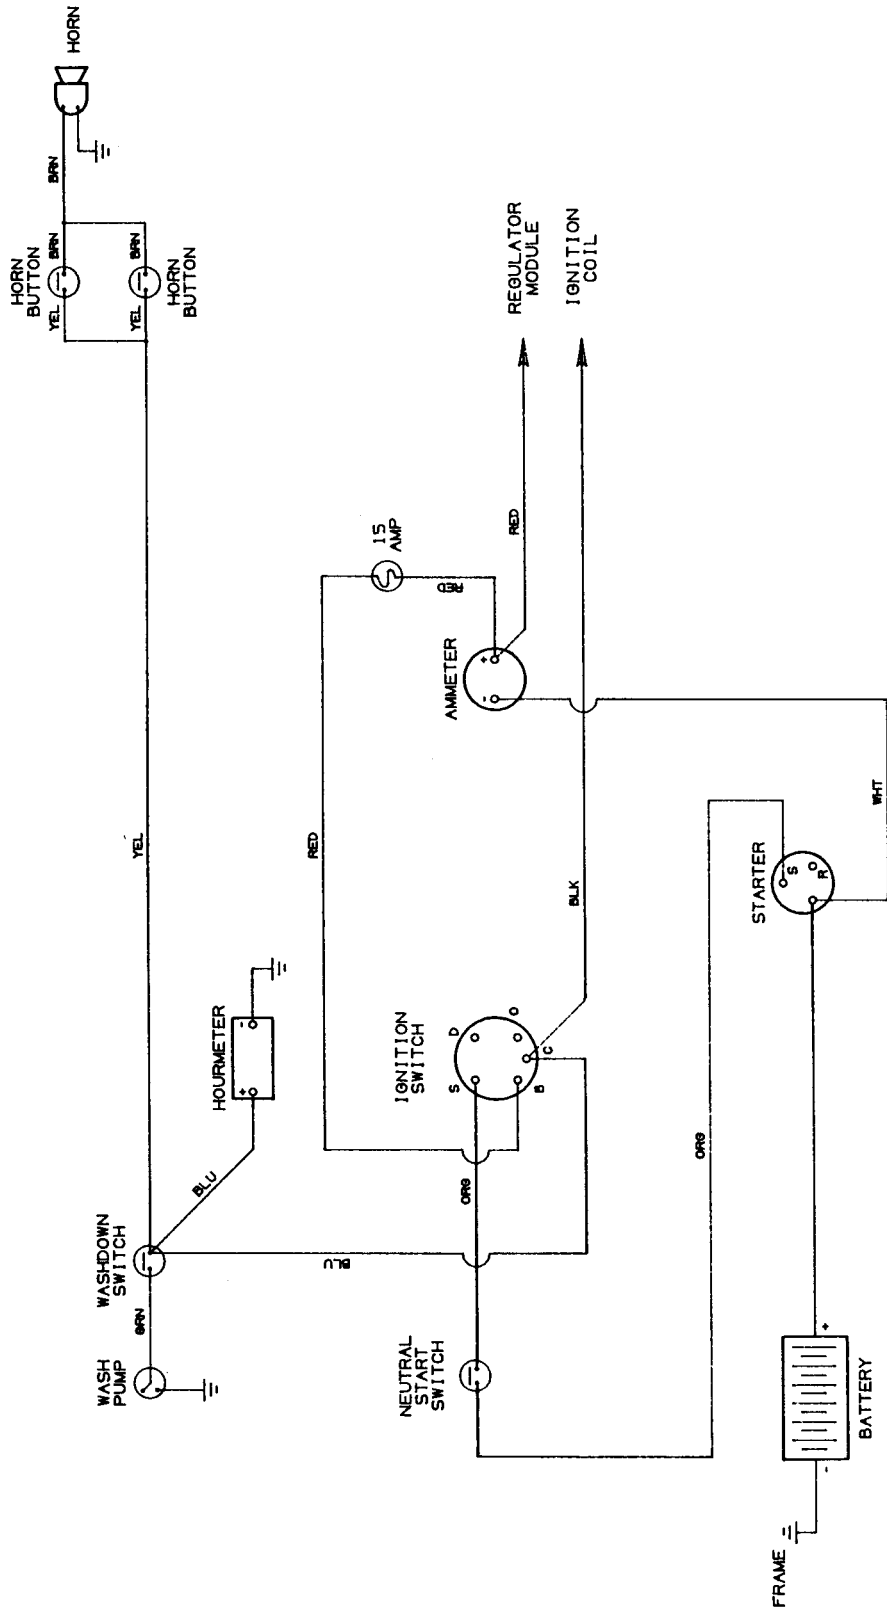 WASH
PUMP
GRN
WASHDOWN
SWITCH
BLU
HOURMETER
+
-
YEL
HORN
BUTTON
YEL
BRN
YEL
BRN
HORN
BUTTON
BRN
HORN
BLU
RED
15
AMP
RED
NEUTRAL
START
SWITCH
ORG
IGNITION
SWITCH
S
D
B
C
AMMETER
-
+
RED
REGULATOR
MODULE
BLK
IGNITION
COIL
ORG
STARTER
S
R
WHT
FRAME
-
+
BATTERY